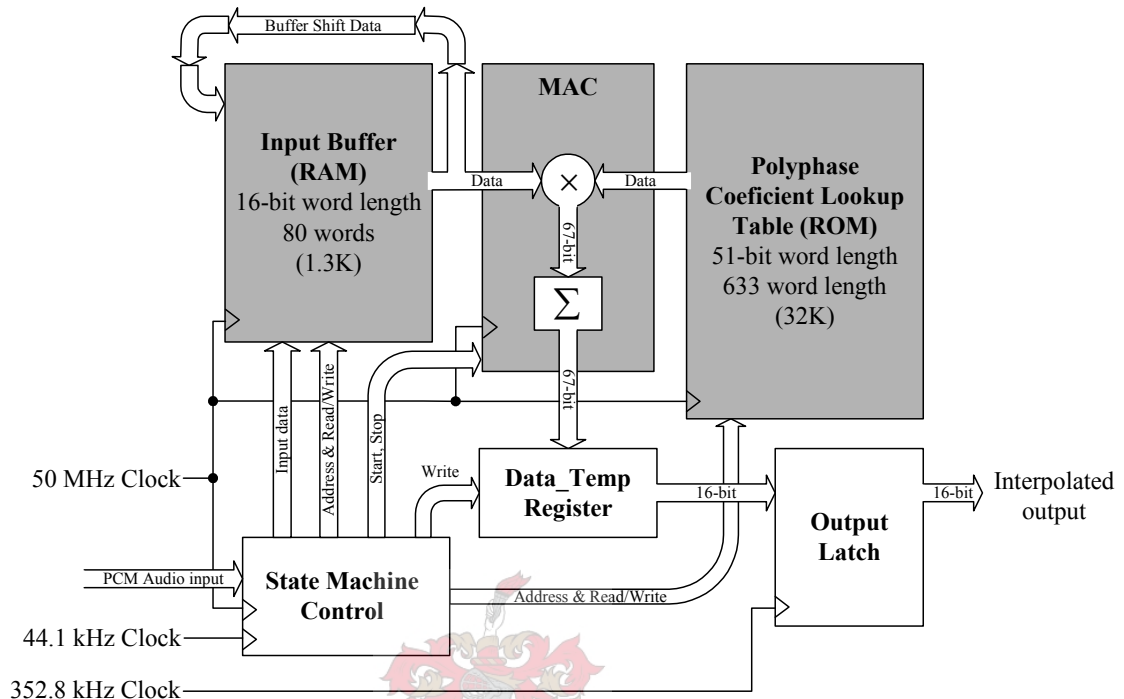 Buffer Shift Data
Input Buffer
(RAM)
16-bit word length
80 words
(1.3K)
MAC
×
Data
Data
67-bit
Σ
67-bit
Polyphase
Coeficient Lookup
Table (ROM)
51-bit word length
633 word length
(32K)
Input data
Address & Read/Write
Start, Stop
Write
50 MHz Clock
Data_Temp
Register
16-bit
Output
Latch
16-bit
Interpolated
output
PCM Audio input
State Machine
Control
Address & Read/Write
44.1 kHz Clock
352.8 kHz Clock